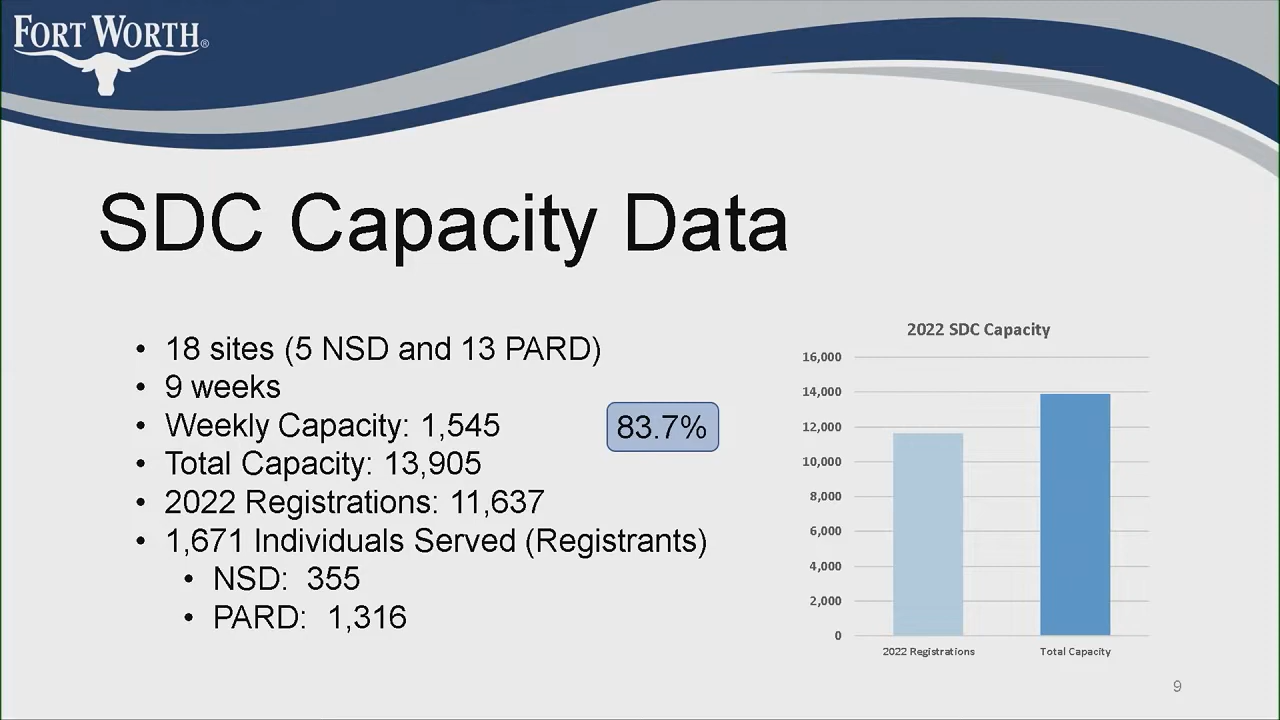 FORT WORTH®
SDC Capacity Data
• 18 sites (5 NSD and 13 PARD)
• 9 weeks
• Weekly Capacity: 1,545
83.7%
• Total Capacity: 13,905
• 2022 Registrations: 11,637
• 1,671 Individuals Served (Registrants)
• NSD: 355
• PARD: 1,316
2022 SDC Capacity
16,000
14,000
12,000
10,000
8,000
6,000
4,000
2,000
0
2022 Registrations
Total Capacity
9